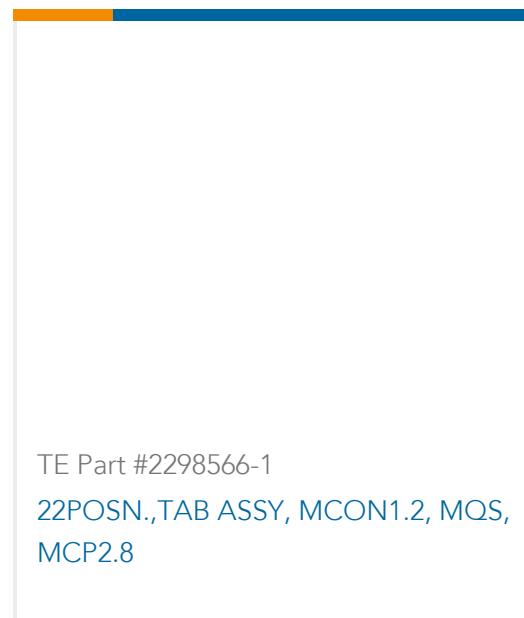 TE Part #2298566-1
22POSN.,TAB ASSY, MCON1.2, MQS,
MCP2.8